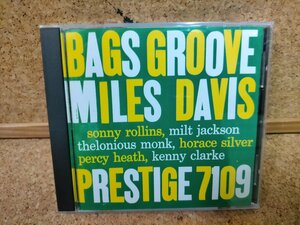 BAGS GROOVE
MILES DAVIS
sonny rollins, milt jackson
thelonious monk, horace silver
percy heath, kenny clarke
PRESTIGE 7109